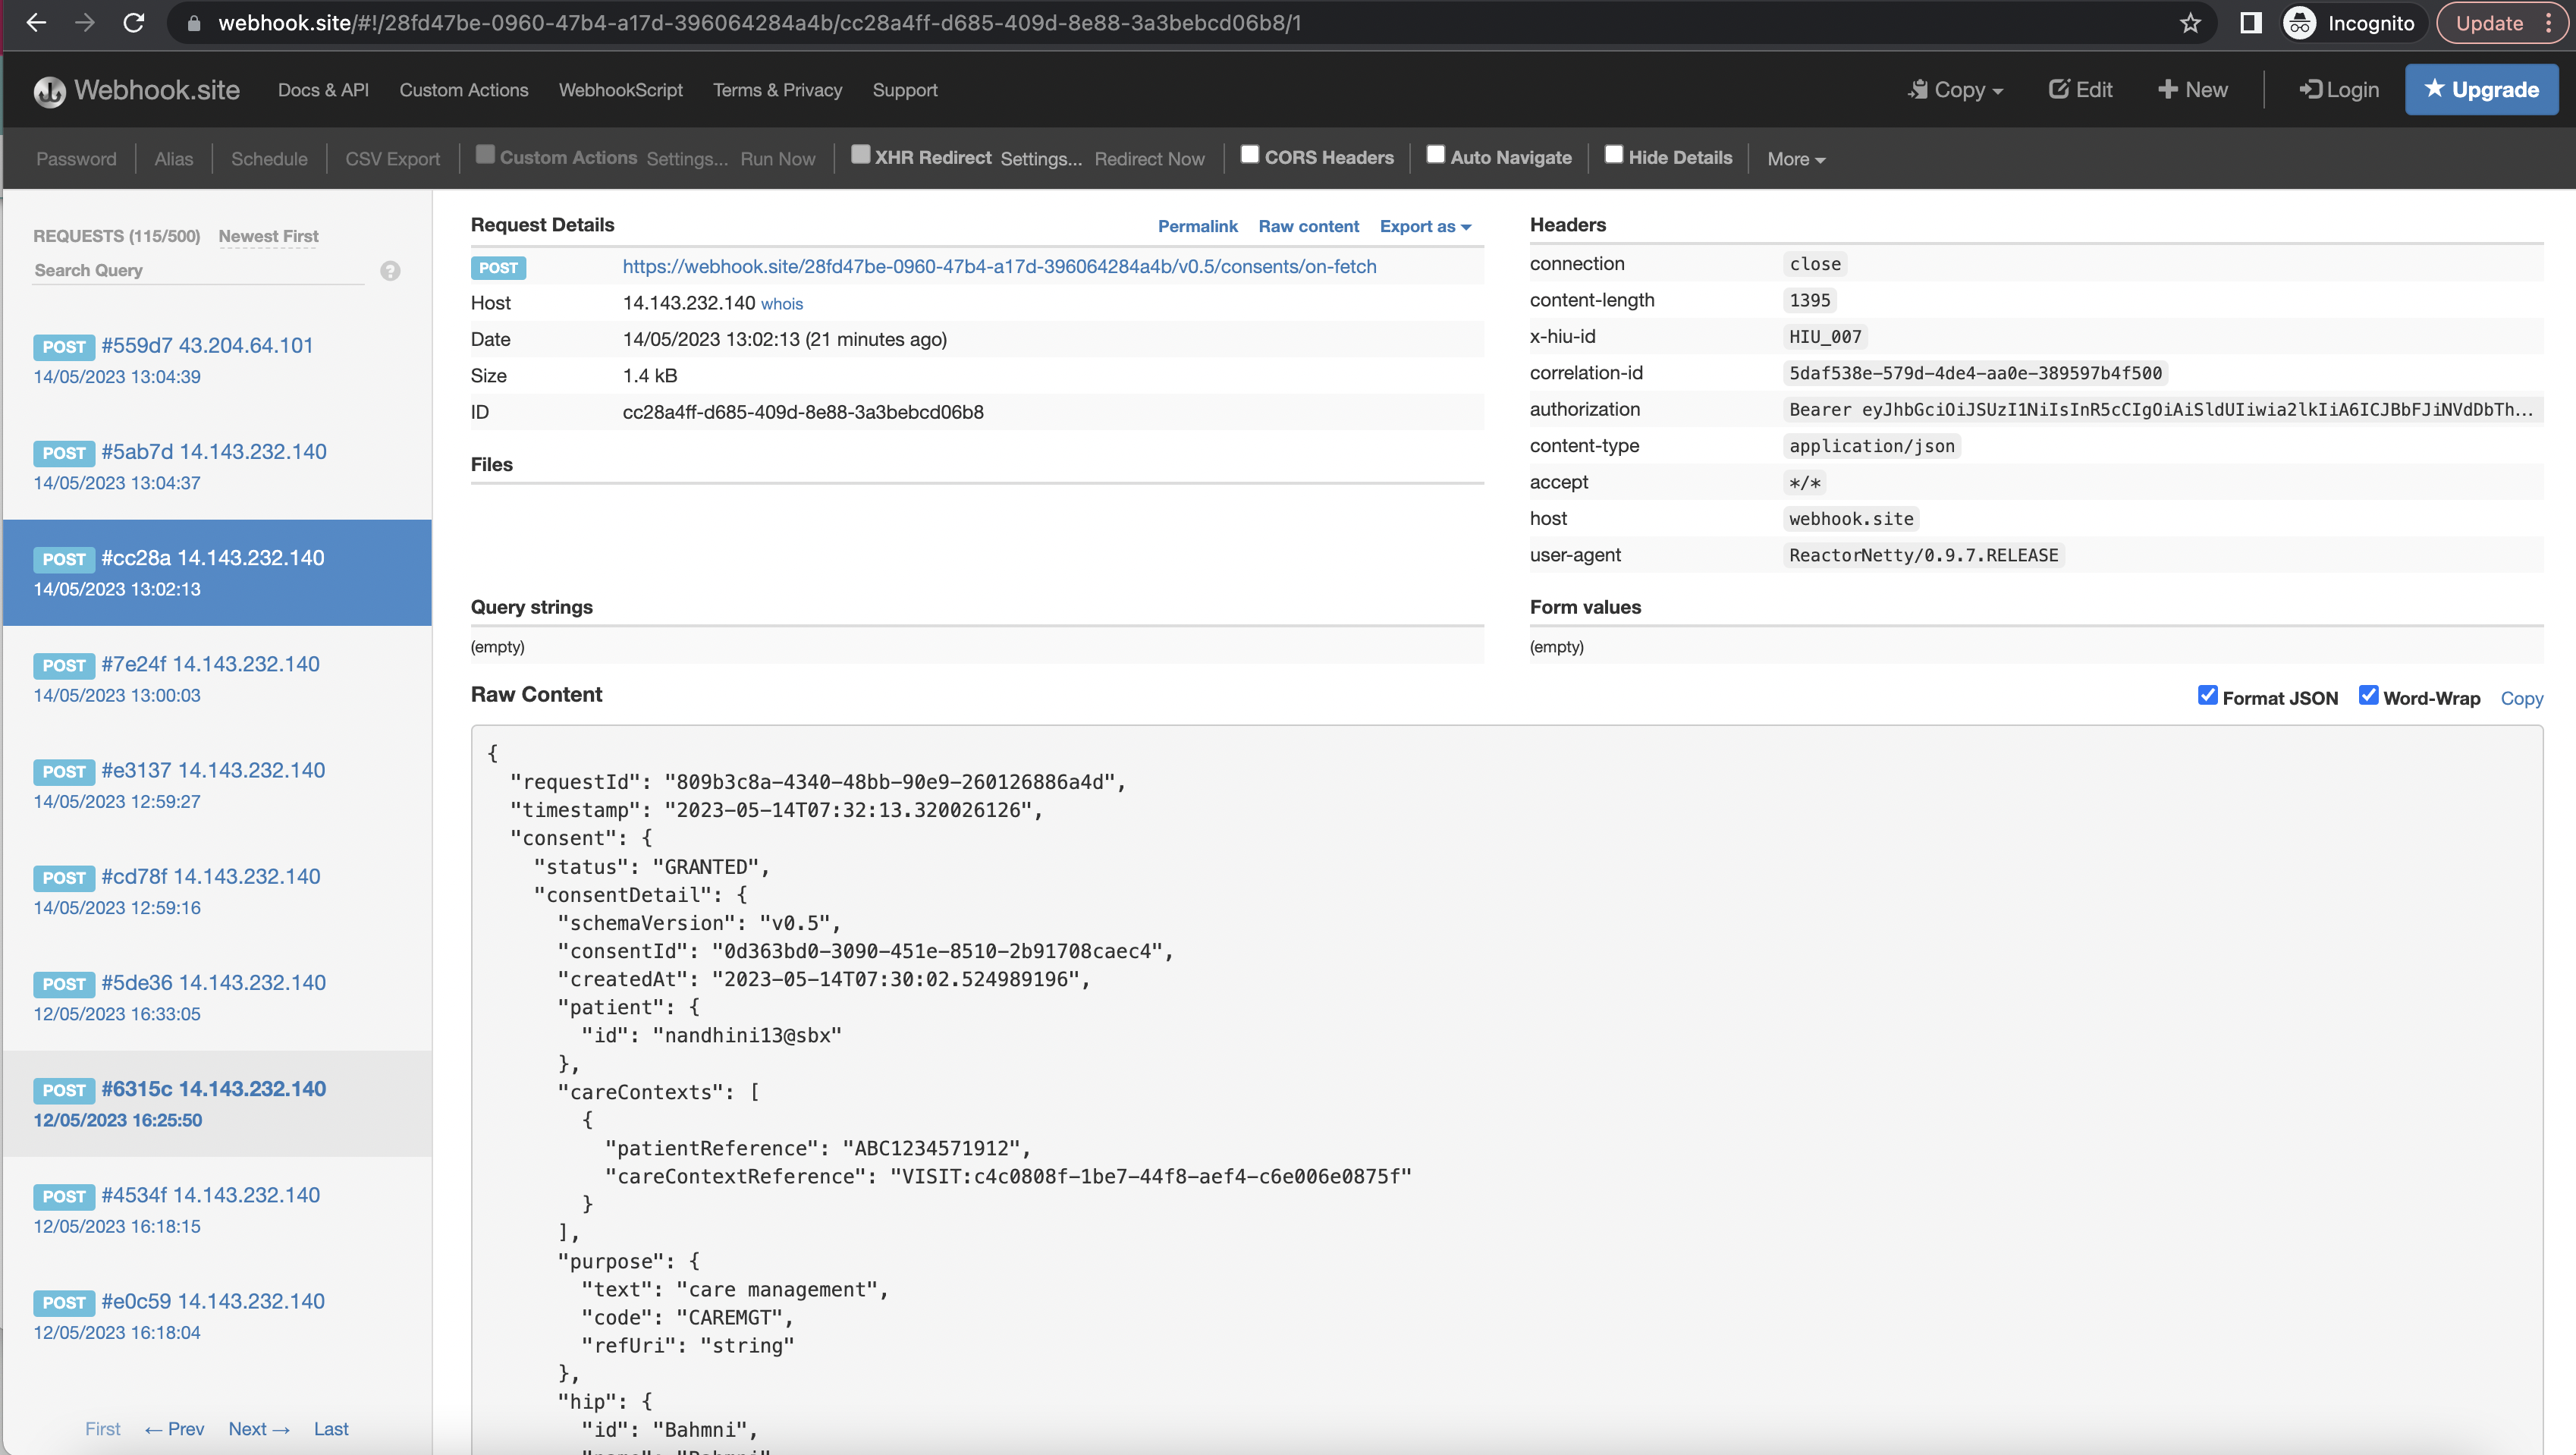 webhook.site/#!/28fd47be-0960-47b4-a17d-396064284a4b/cc28a4ff-d685-409d-8e88-3a3bebcd06b8/1
Incognito
Update
Webhook.site Docs & API Custom Actions WebhookScript Terms & Privacy Support Copy Edit New Login Upgrade
Password Alias Schedule CSV Export Custom Actions Settings... Run Now XHR Redirect Settings... Redirect Now CORS Headers Auto Navigate Hide Details More
REQUESTS (115/500) Newest First
Search Query ?
POST #559d7 43.204.64.101
14/05/2023 13:04:39
POST #5ab7d 14.143.232.140
14/05/2023 13:04:37
POST #cc28a 14.143.232.140
14/05/2023 13:02:13
POST #7e24f 14.143.232.140
14/05/2023 13:00:03
POST #e3137 14.143.232.140
14/05/2023 12:59:27
POST #cd78f 14.143.232.140
14/05/2023 12:59:16
POST #5de36 14.143.232.140
12/05/2023 16:33:05
POST #6315c 14.143.232.140
12/05/2023 16:25:50
POST #4534f 14.143.232.140
12/05/2023 16:18:15
POST #e0c59 14.143.232.140
12/05/2023 16:18:04
First ← Prev Next → Last
Request Details Permalink Raw content Export as
POST https://webhook.site/28fd47be-0960-47b4-a17d-396064284a4b/v0.5/consents/on-fetch
Host 14.143.232.140 whois
Date 14/05/2023 13:02:13 (21 minutes ago)
Size 1.4 kB
ID cc28a4ff-d685-409d-8e88-3a3bebcd06b8
Files
Headers
connection close
content-length 1395
x-hiu-id HIU_007
correlation-id 5daf538e-579d-4de4-aa0e-389597b4f500
authorization Bearer eyJhbGciOiJSUzI1NiIsInR5cCIgOiAiSldUIiwia2lkIiA6ICJBbFJiNVdDbTh...
content-type application/json
accept */*
host webhook.site
user-agent ReactorNetty/0.9.7.RELEASE
Query strings
(empty)
Form values
(empty)
Raw Content Format JSON Word-Wrap Copy
{
"requestId": "809b3c8a-4340-48bb-90e9-260126886a4d",
"timestamp": "2023-05-14T07:32:13.320026126",
"consent": {
"status": "GRANTED",
"consentDetail": {
"schemaVersion": "v0.5",
"consentId": "0d363bd0-3090-451e-8510-2b91708caec4",
"createdAt": "2023-05-14T07:30:02.524989196",
"patient": {
"id": "nandhini13@sbx"
},
"careContexts": [
{
"patientReference": "ABC1234571912",
"careContextReference": "VISIT:c4c0808f-1be7-44f8-aef4-c6e006e0875f"
}
],
"purpose": {
"text": "care management",
"code": "CAREMGT",
"refUri": "string"
},
"hip": {
"id": "Bahmni",